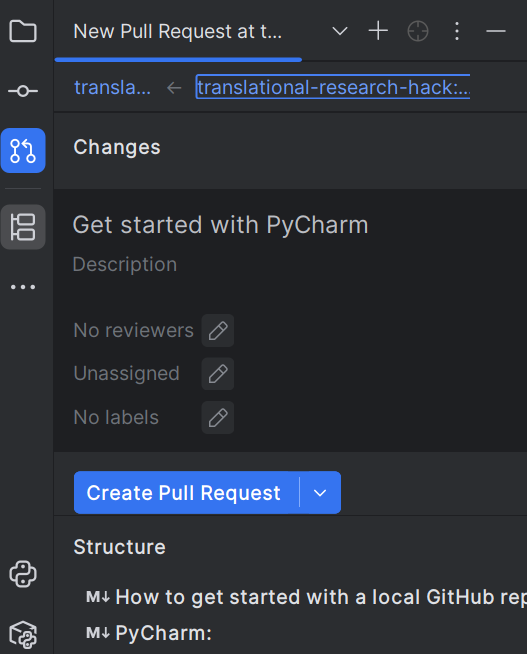 New Pull Request at t...
transla... ← translational-research-hack:...
Changes
Get started with PyCharm
Description
No reviewers
Unassigned
No labels
Create Pull Request
Structure
M↓ How to get started with a local GitHub rep
M↓ PyCharm: